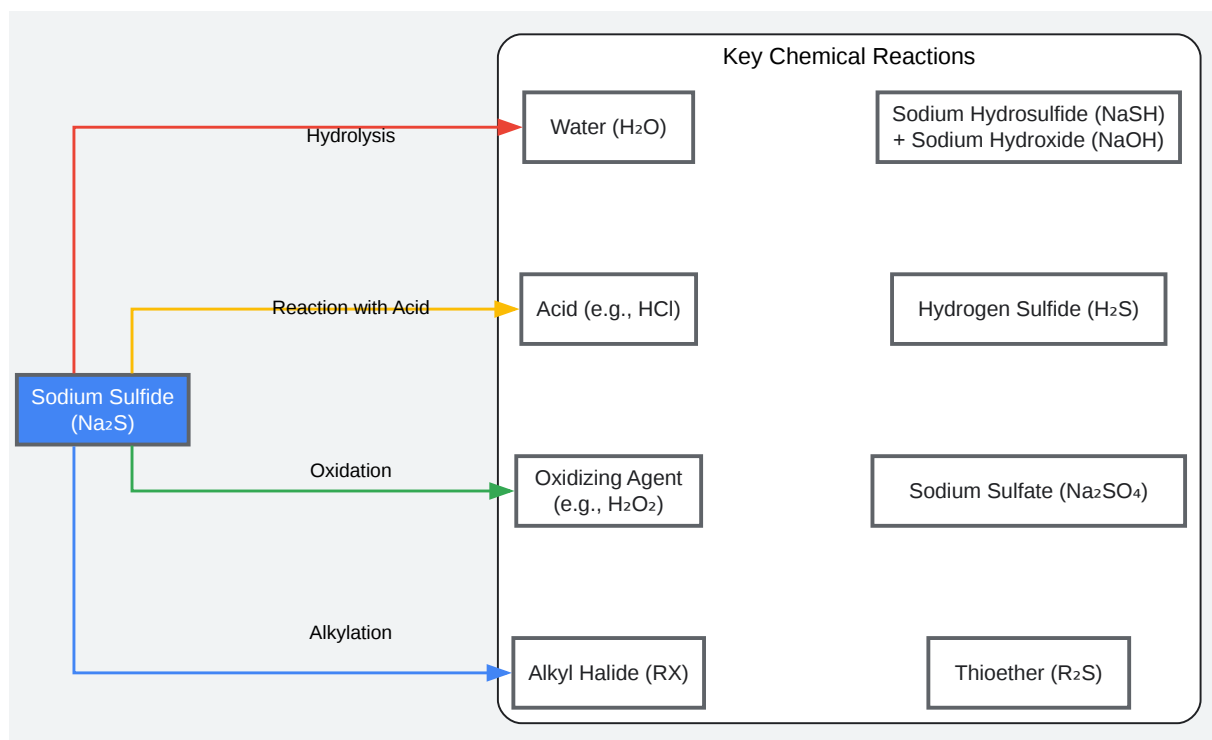 Key Chemical Reactions
Hydrolysis
Water (H₂O)
Sodium Hydrosulfide (NaSH)
+ Sodium Hydroxide (NaOH)
Reaction with Acid
Acid (e.g., HCl)
Hydrogen Sulfide (H₂S)
Sodium Sulfide
(Na₂S)
Oxidation
Oxidizing Agent
(e.g., H₂O₂)
Sodium Sulfate (Na₂SO₄)
Alkylation
Alkyl Halide (RX)
Thioether (R₂S)